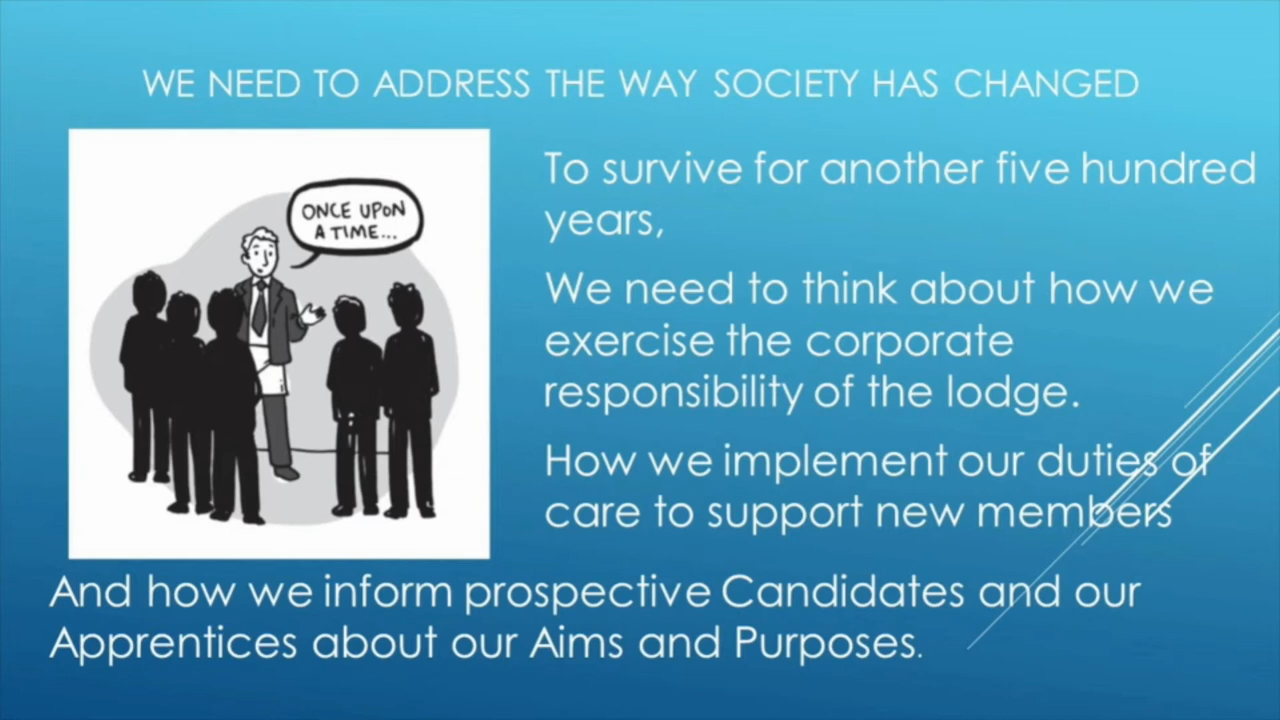 WE NEED TO ADDRESS THE WAY SOCIETY HAS CHANGED
ONCE UPON
A TIME...
To survive for another five hundred
years,
We need to think about how we
exercise the corporate
responsibility of the lodge.
How we implement our duties of
care to support new members
And how we inform prospective Candidates and our
Apprentices about our Aims and Purposes.